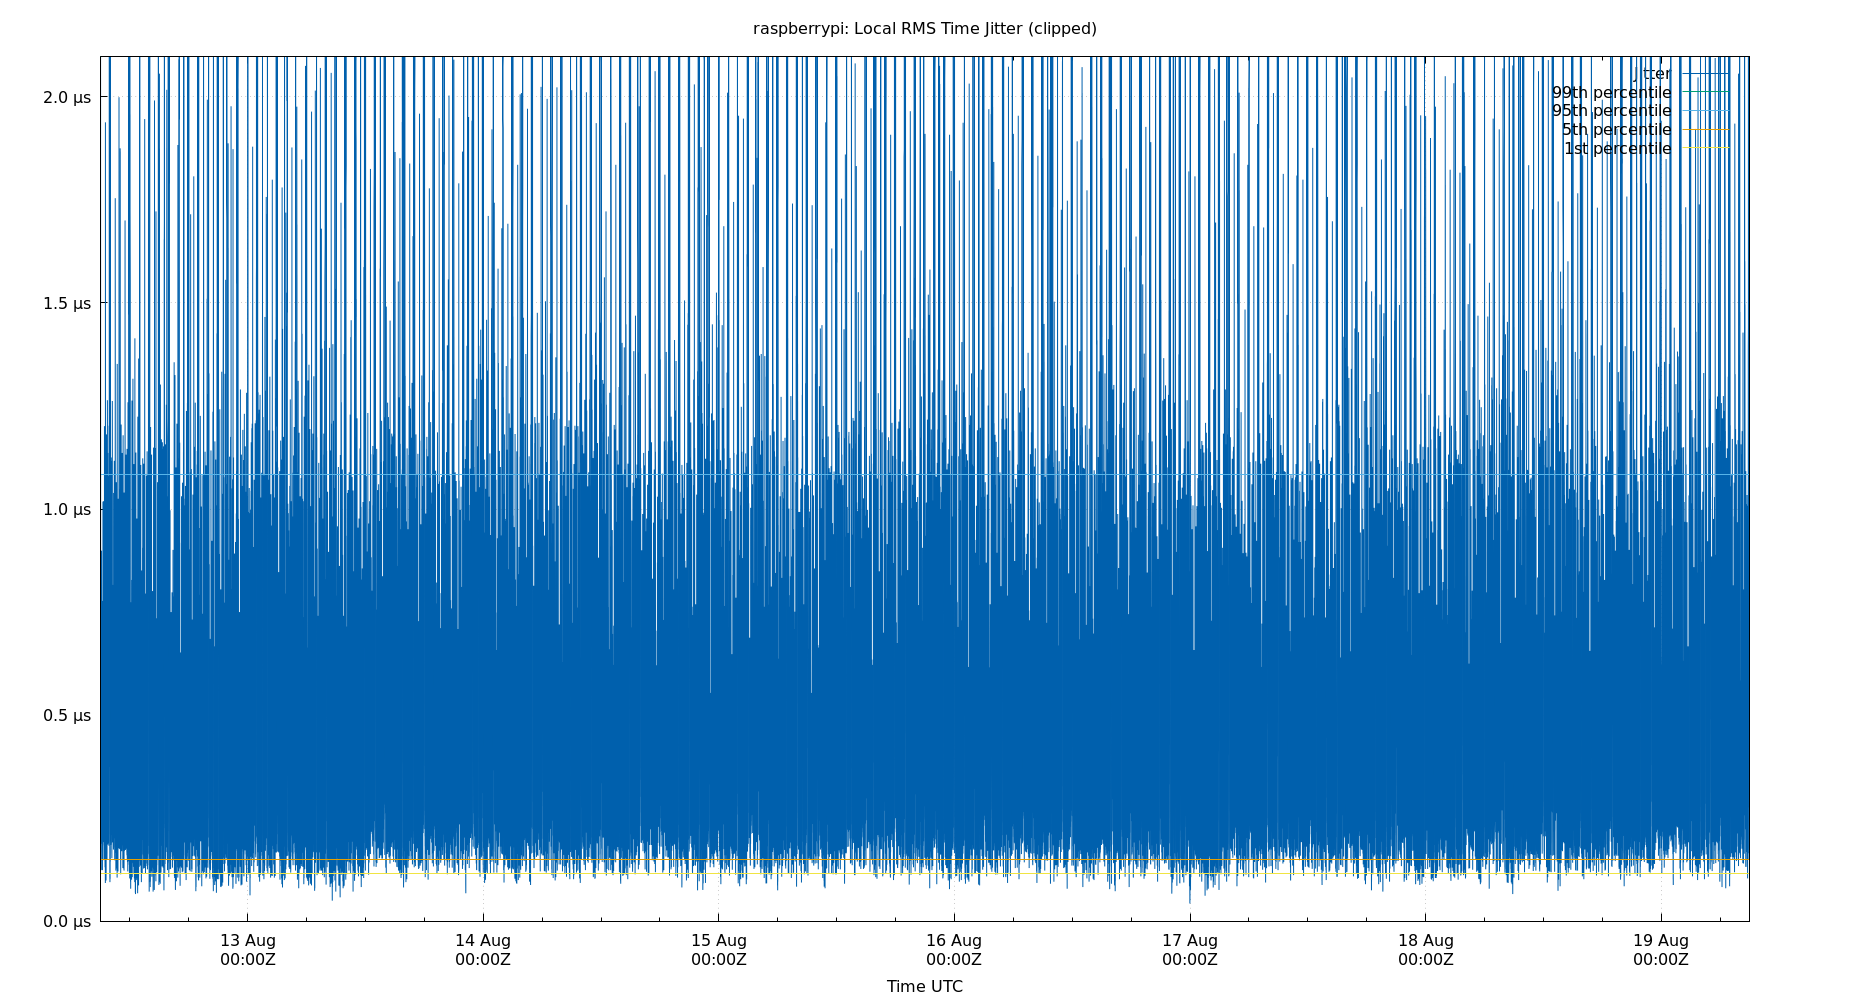 raspberrypi: Local RMS Time Jitter (clipped)
2.0 µs
1.5 µs
1.0 µs
0.5 µs
0.0 µs
jitter
99th percentile
95th percentile
5th percentile
1st percentile
13 Aug 14 Aug 15 Aug 16 Aug 17 Aug 18 Aug 19 Aug
00:00Z 00:00Z 00:00Z 00:00Z 00:00Z 00:00Z 00:00Z
Time UTC